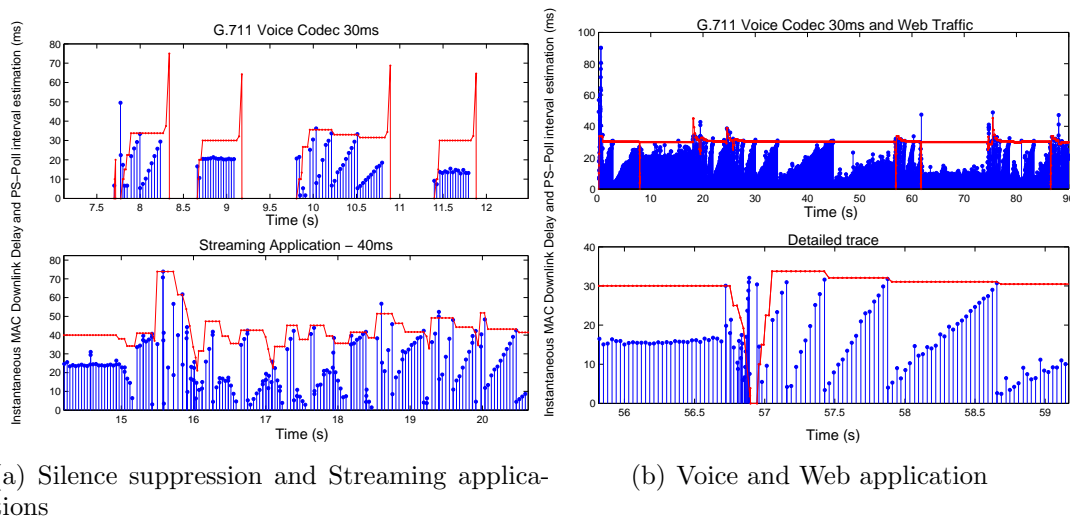 G.711 Voice Codec 30ms
Instantaneous MAC Downlink Delay and PS−Poll interval estimation (ms)
80
70
60
50
40
30
20
10
0
7.5 8 8.5 9 9.5 10 10.5 11 11.5 12
Time (s)
Streaming Application − 40ms
80
70
60
50
40
30
20
10
0
15 16 17 18 19 20
Time (s)
(a) Silence suppression and Streaming applica-
tions
G.711 Voice Codec 30ms and Web Traffic
Instantaneous MAC Downlink Delay and PS−Poll interval estimation (ms)
100
80
60
40
20
0
0 10 20 30 40 50 60 70 80 90
Time (s)
Detailed trace
40
30
20
10
0
56 56.5 57 57.5 58 58.5 59
Time (s)
(b) Voice and Web application